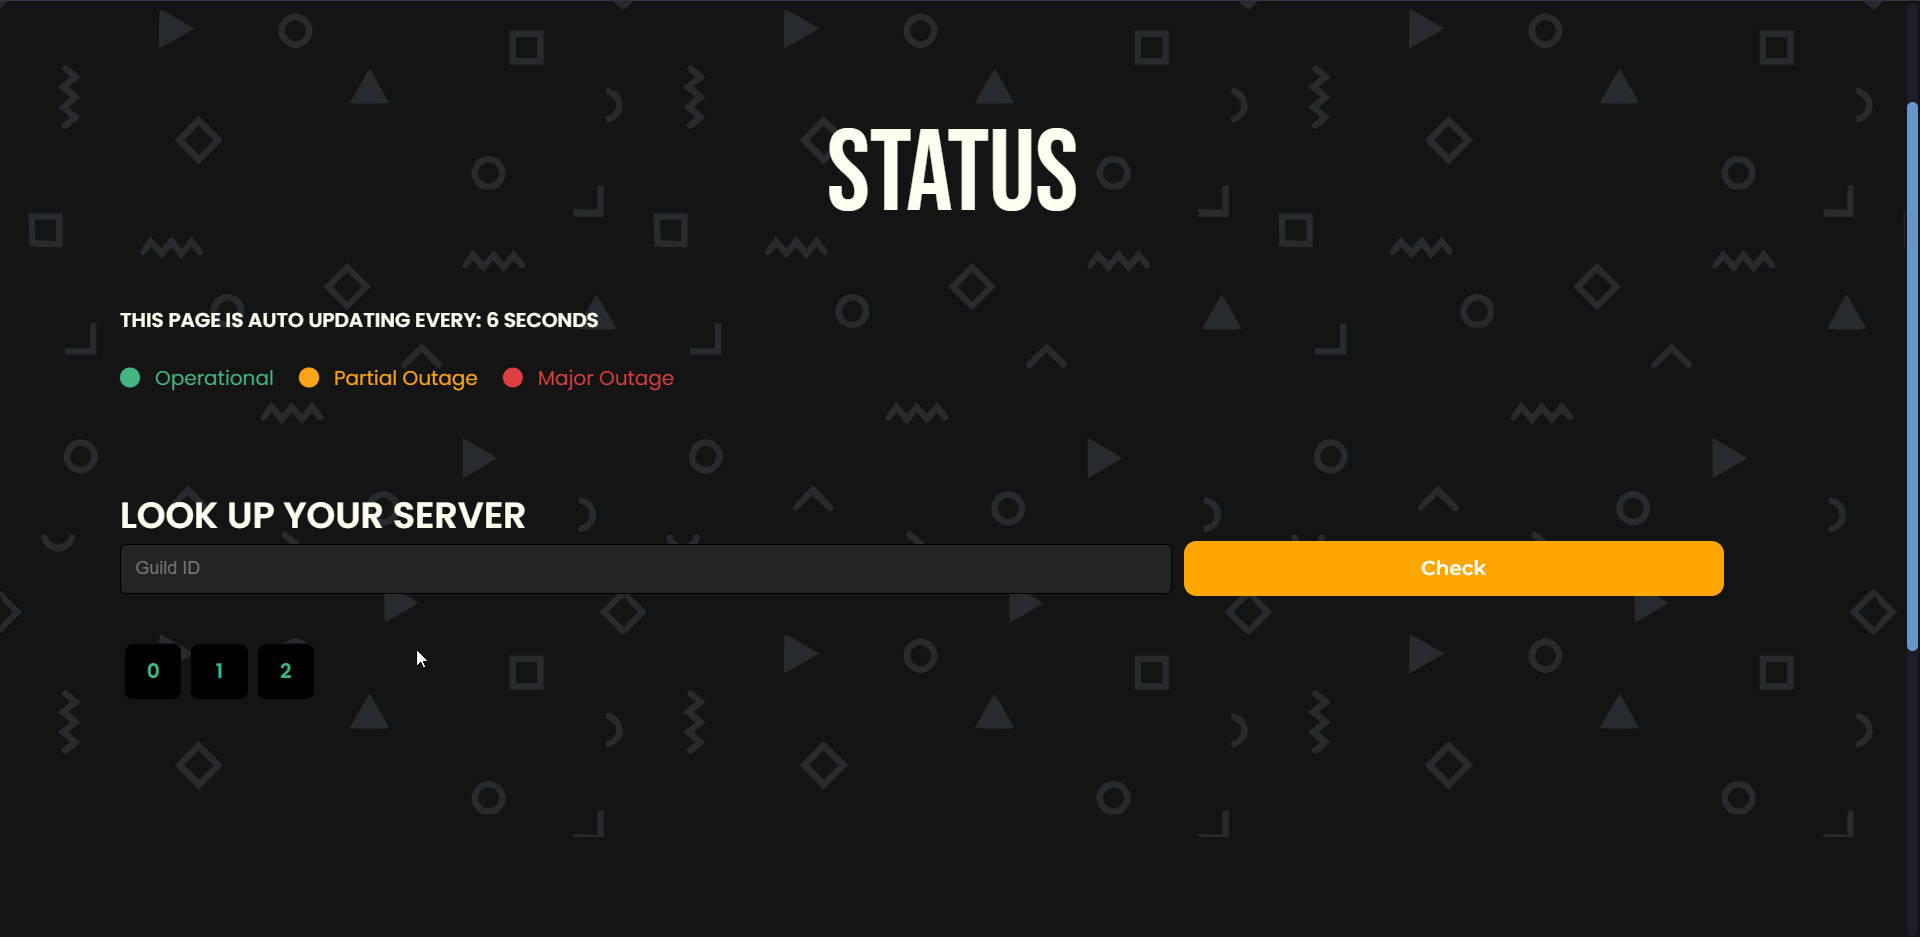 STATUS
THIS PAGE IS AUTO UPDATING EVERY: 6 SECONDS
Operational Partial Outage Major Outage
LOOK UP YOUR SERVER
Guild ID Check
0 1 2